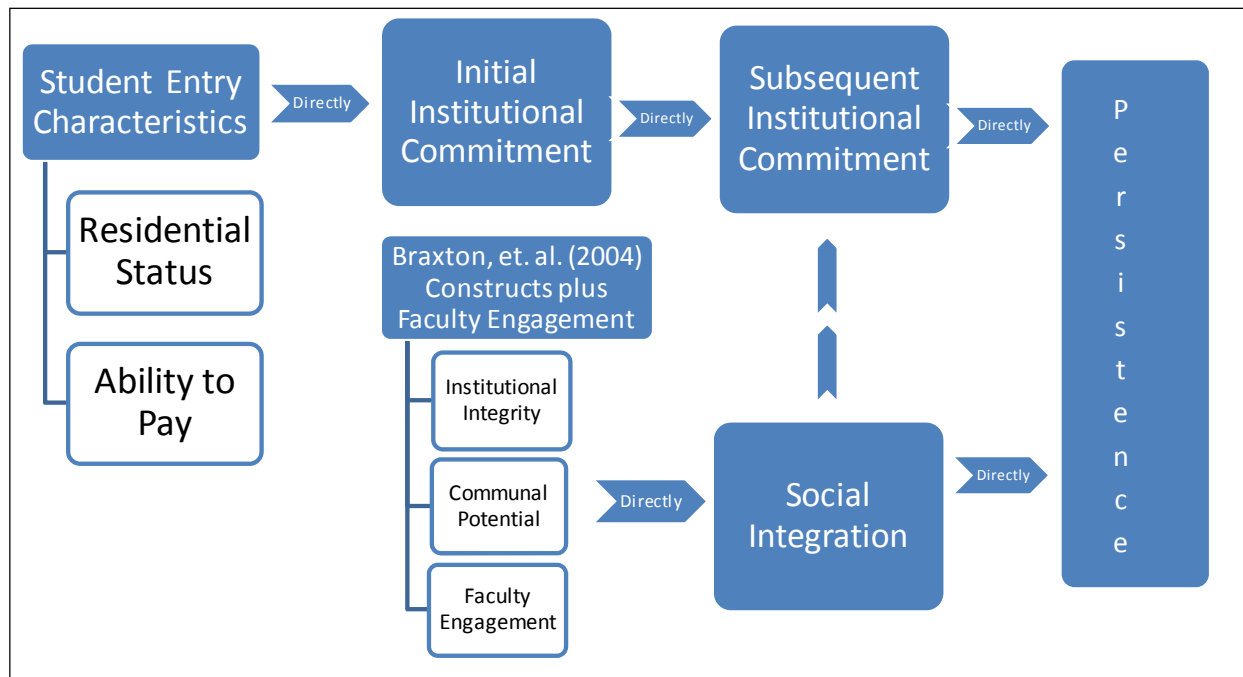 Student Entry
Characteristics
Directly
Initial
Institutional
Commitment
Directly
Subsequent
Institutional
Commitment
Directly
Persistence
Residential
Status
Ability to
Pay
Braxton, et. al. (2004)
Constructs plus
Faculty Engagement
Institutional
Integrity
Communal
Potential
Faculty
Engagement
Directly
Social
Integration
Directly